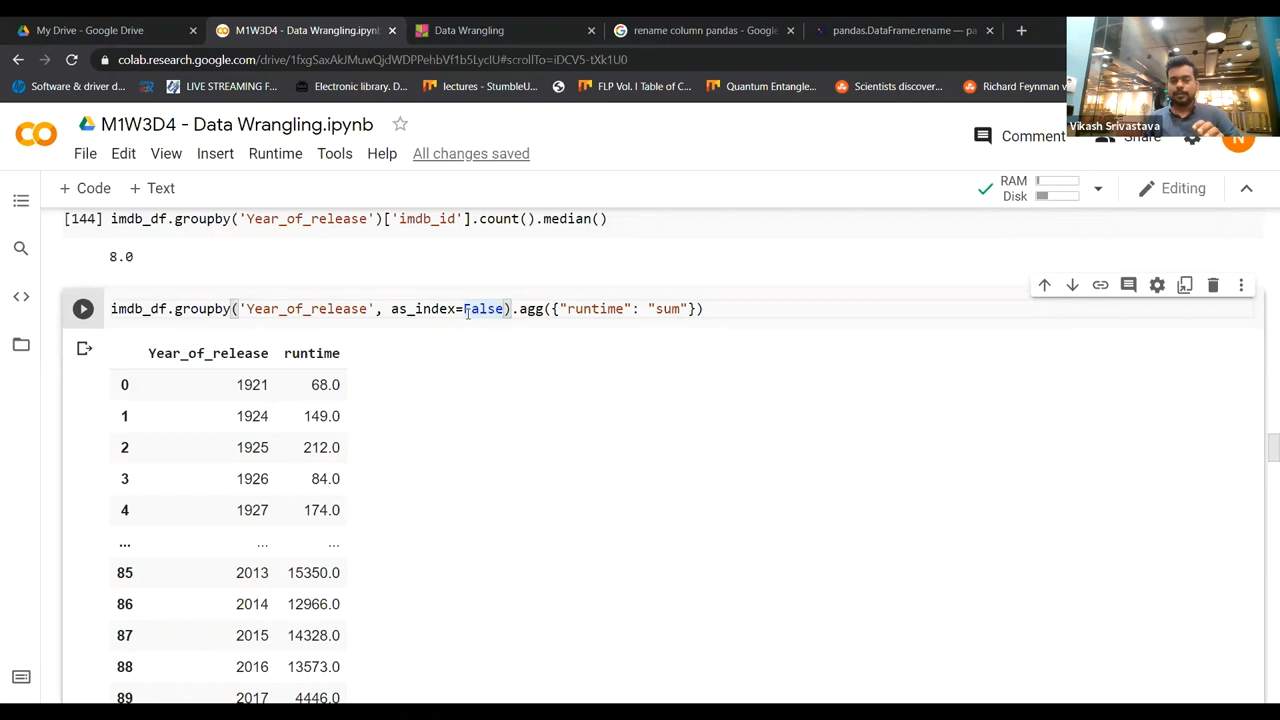 My Drive - Google Drive
M1W3D4 - Data Wrangling.ipynb
Data Wrangling
rename column pandas - Google
pandas.DataFrame.rename — pa
colab.research.google.com/drive/1fxgSaxAkJMuwQjdWDPPehbVf1b5LycIU#scrollTo=iDCV5-tXk1U0
Software & driver d...
LIVE STREAMING F...
Electronic library. D...
lectures - StumbleU...
FLP Vol. I Table of C...
Quantum Entangle...
Scientists discover...
Richard Feynman v
Vikash Srivastava
M1W3D4 - Data Wrangling.ipynb
Comment
Share
N
File Edit View Insert Runtime Tools Help All changes saved
+ Code + Text
RAM
Disk
Editing
[144] imdb_df.groupby('Year_of_release')['imdb_id'].count().median()
8.0
imdb_df.groupby('Year_of_release', as_index=False).agg({"runtime": "sum"})
Year_of_release runtime
0 1921 68.0
1 1924 149.0
2 1925 212.0
3 1926 84.0
4 1927 174.0
... ... ...
85 2013 15350.0
86 2014 12966.0
87 2015 14328.0
88 2016 13573.0
89 2017 4446.0